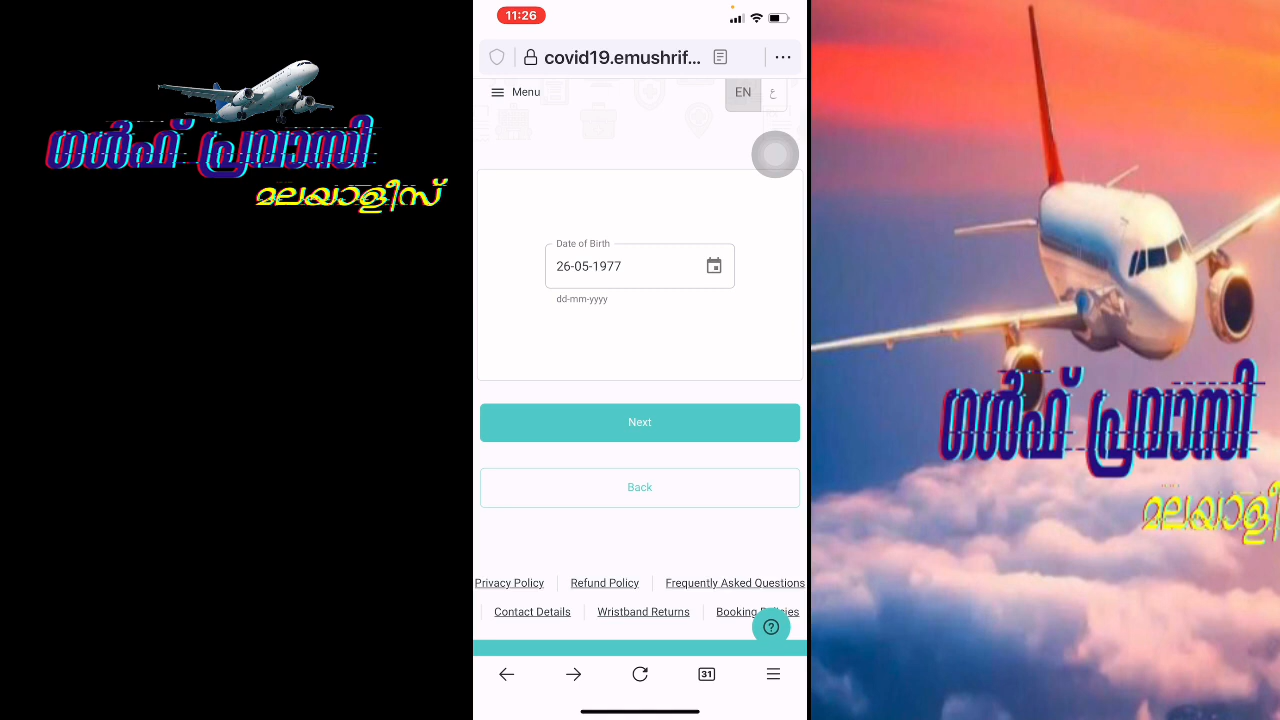 ഗൾഫ് പ്രവാസി
മലയാളീസ്
11:26
covid19.emushrif...
Menu
EN
ع
Date of Birth
26-05-1977
dd-mm-yyyy
Next
Back
Privacy Policy
Refund Policy
Frequently Asked Questions
Contact Details
Wristband Returns
Booking
31
ഗൾഫ് പ്രവാസി